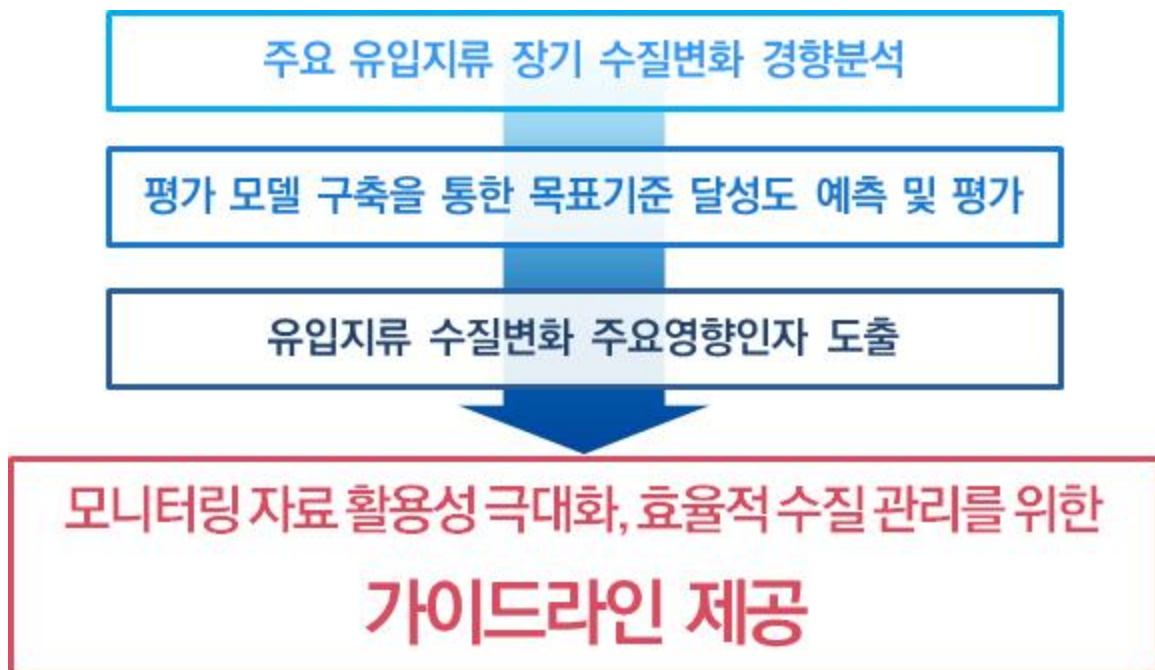 주요 유입지류 장기 수질변화 경향분석
평가 모델 구축을 통한 목표기준 달성도 예측 및 평가
유입지류 수질변화 주요영향인자 도출
모니터링 자료 활용성 극대화, 효율적 수질 관리를 위한
가이드라인 제공